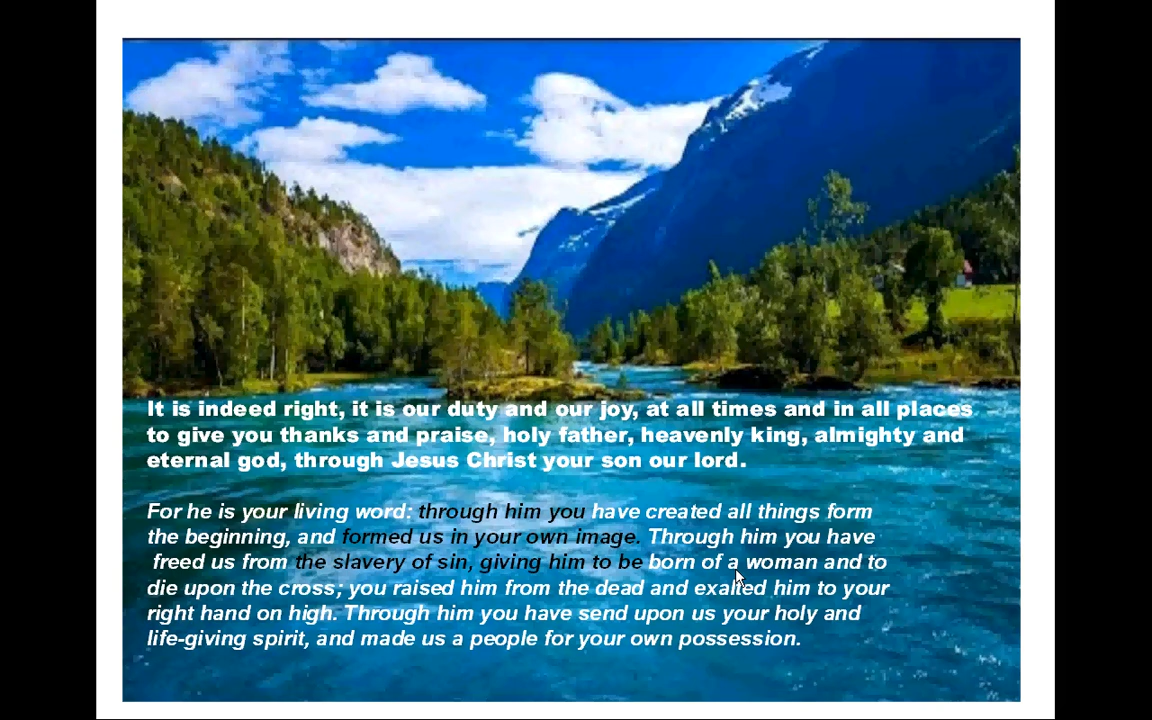 It is indeed right, it is our duty and our joy, at all times and in all places
to give you thanks and praise, holy father, heavenly king, almighty and
eternal god, through Jesus Christ your son our lord.
For he is your living word: through him you have created all things form
the beginning, and formed us in your own image. Through him you have
freed us from the slavery of sin, giving him to be born of a woman and to
die upon the cross; you raised him from the dead and exalted him to your
right hand on high. Through him you have send upon us your holy and
life-giving spirit, and made us a people for your own possession.